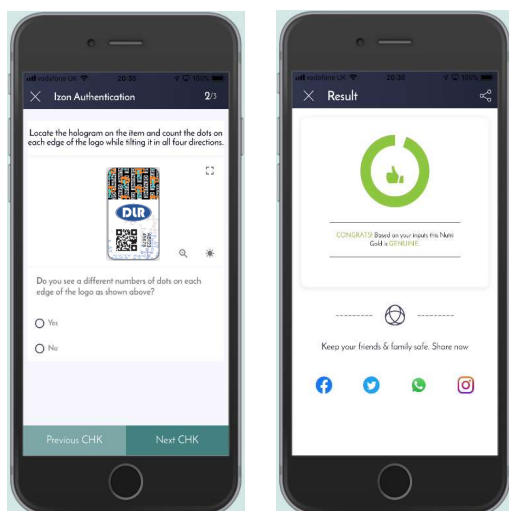 vodafone UK 20:35 100%
Izon Authentication 2/3
Locate the hologram on the item and count the dots on
each edge of the logo while tilting it in all four directions.
DLR
Do you see a different numbers of dots on each
edge of the logo as shown above?
Yes
No
Previous CHK Next CHK
vodafone UK 20:36 100%
Result
CONGRATS! Based on your inputs this Nutri
Gold is GENUINE.
Keep your friends & family safe. Share now